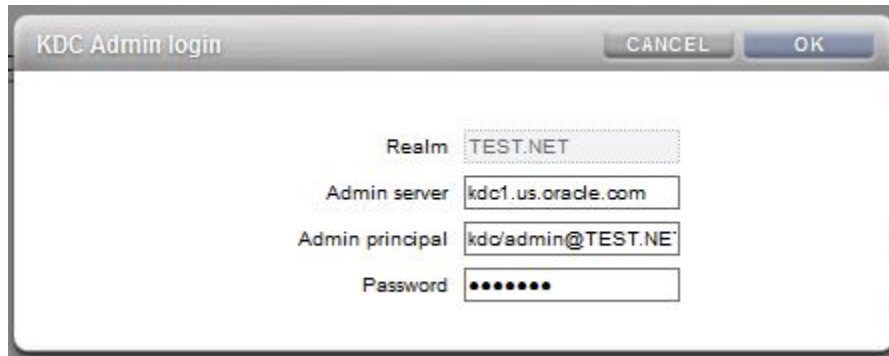 KDC Admin login CANCEL OK
Realm TEST.NET
Admin server kdc1.us.oracle.com
Admin principal kdc/admin@TEST.NET
Password •••••••